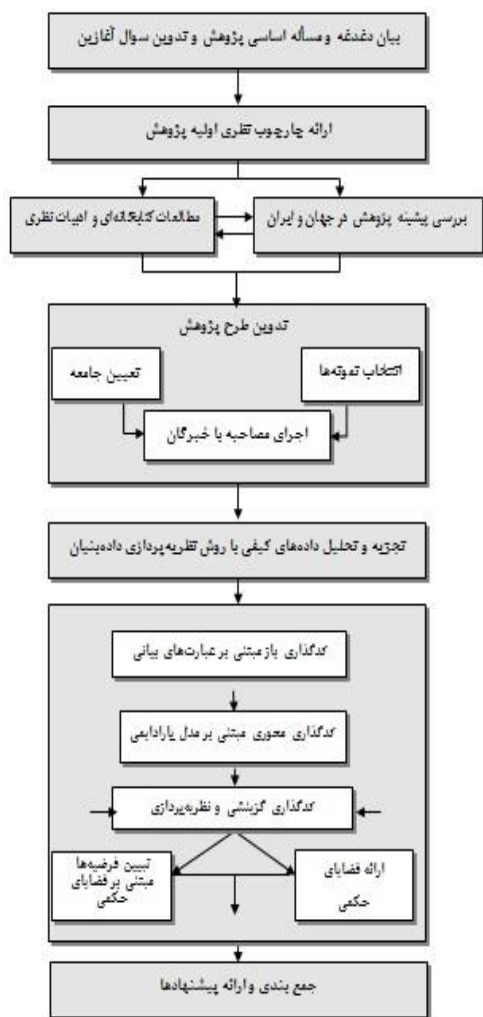 بیان دغدغه و مسأله اساسی پژوهش و تدوین سوال آغازین
ارائه چارچوب نظری اولیه پژوهش
بررسی پیشینه پژوهش در جهان و ایران
مطالعات کتابخانه‌ای و ادبیات نظری
تدوین طرح پژوهش
انتخاب نمونه‌ها
تعیین جامعه
اجرای مصاحبه با خبرگان
تجزیه و تحلیل داده‌های کیفی با روش نظریه‌پردازی داده‌بنیان
کدگذاری باز مبتنی بر عبارت‌های بیانی
کدگذاری محوری مبتنی بر مدل پارادایمی
کدگذاری گزینشی و نظریه‌پردازی
ارائه قضایای
حکمی
تبیین فرضیه‌ها
مبتنی بر قضایای
حکمی
جمع بندی و ارائه پیشنهادها